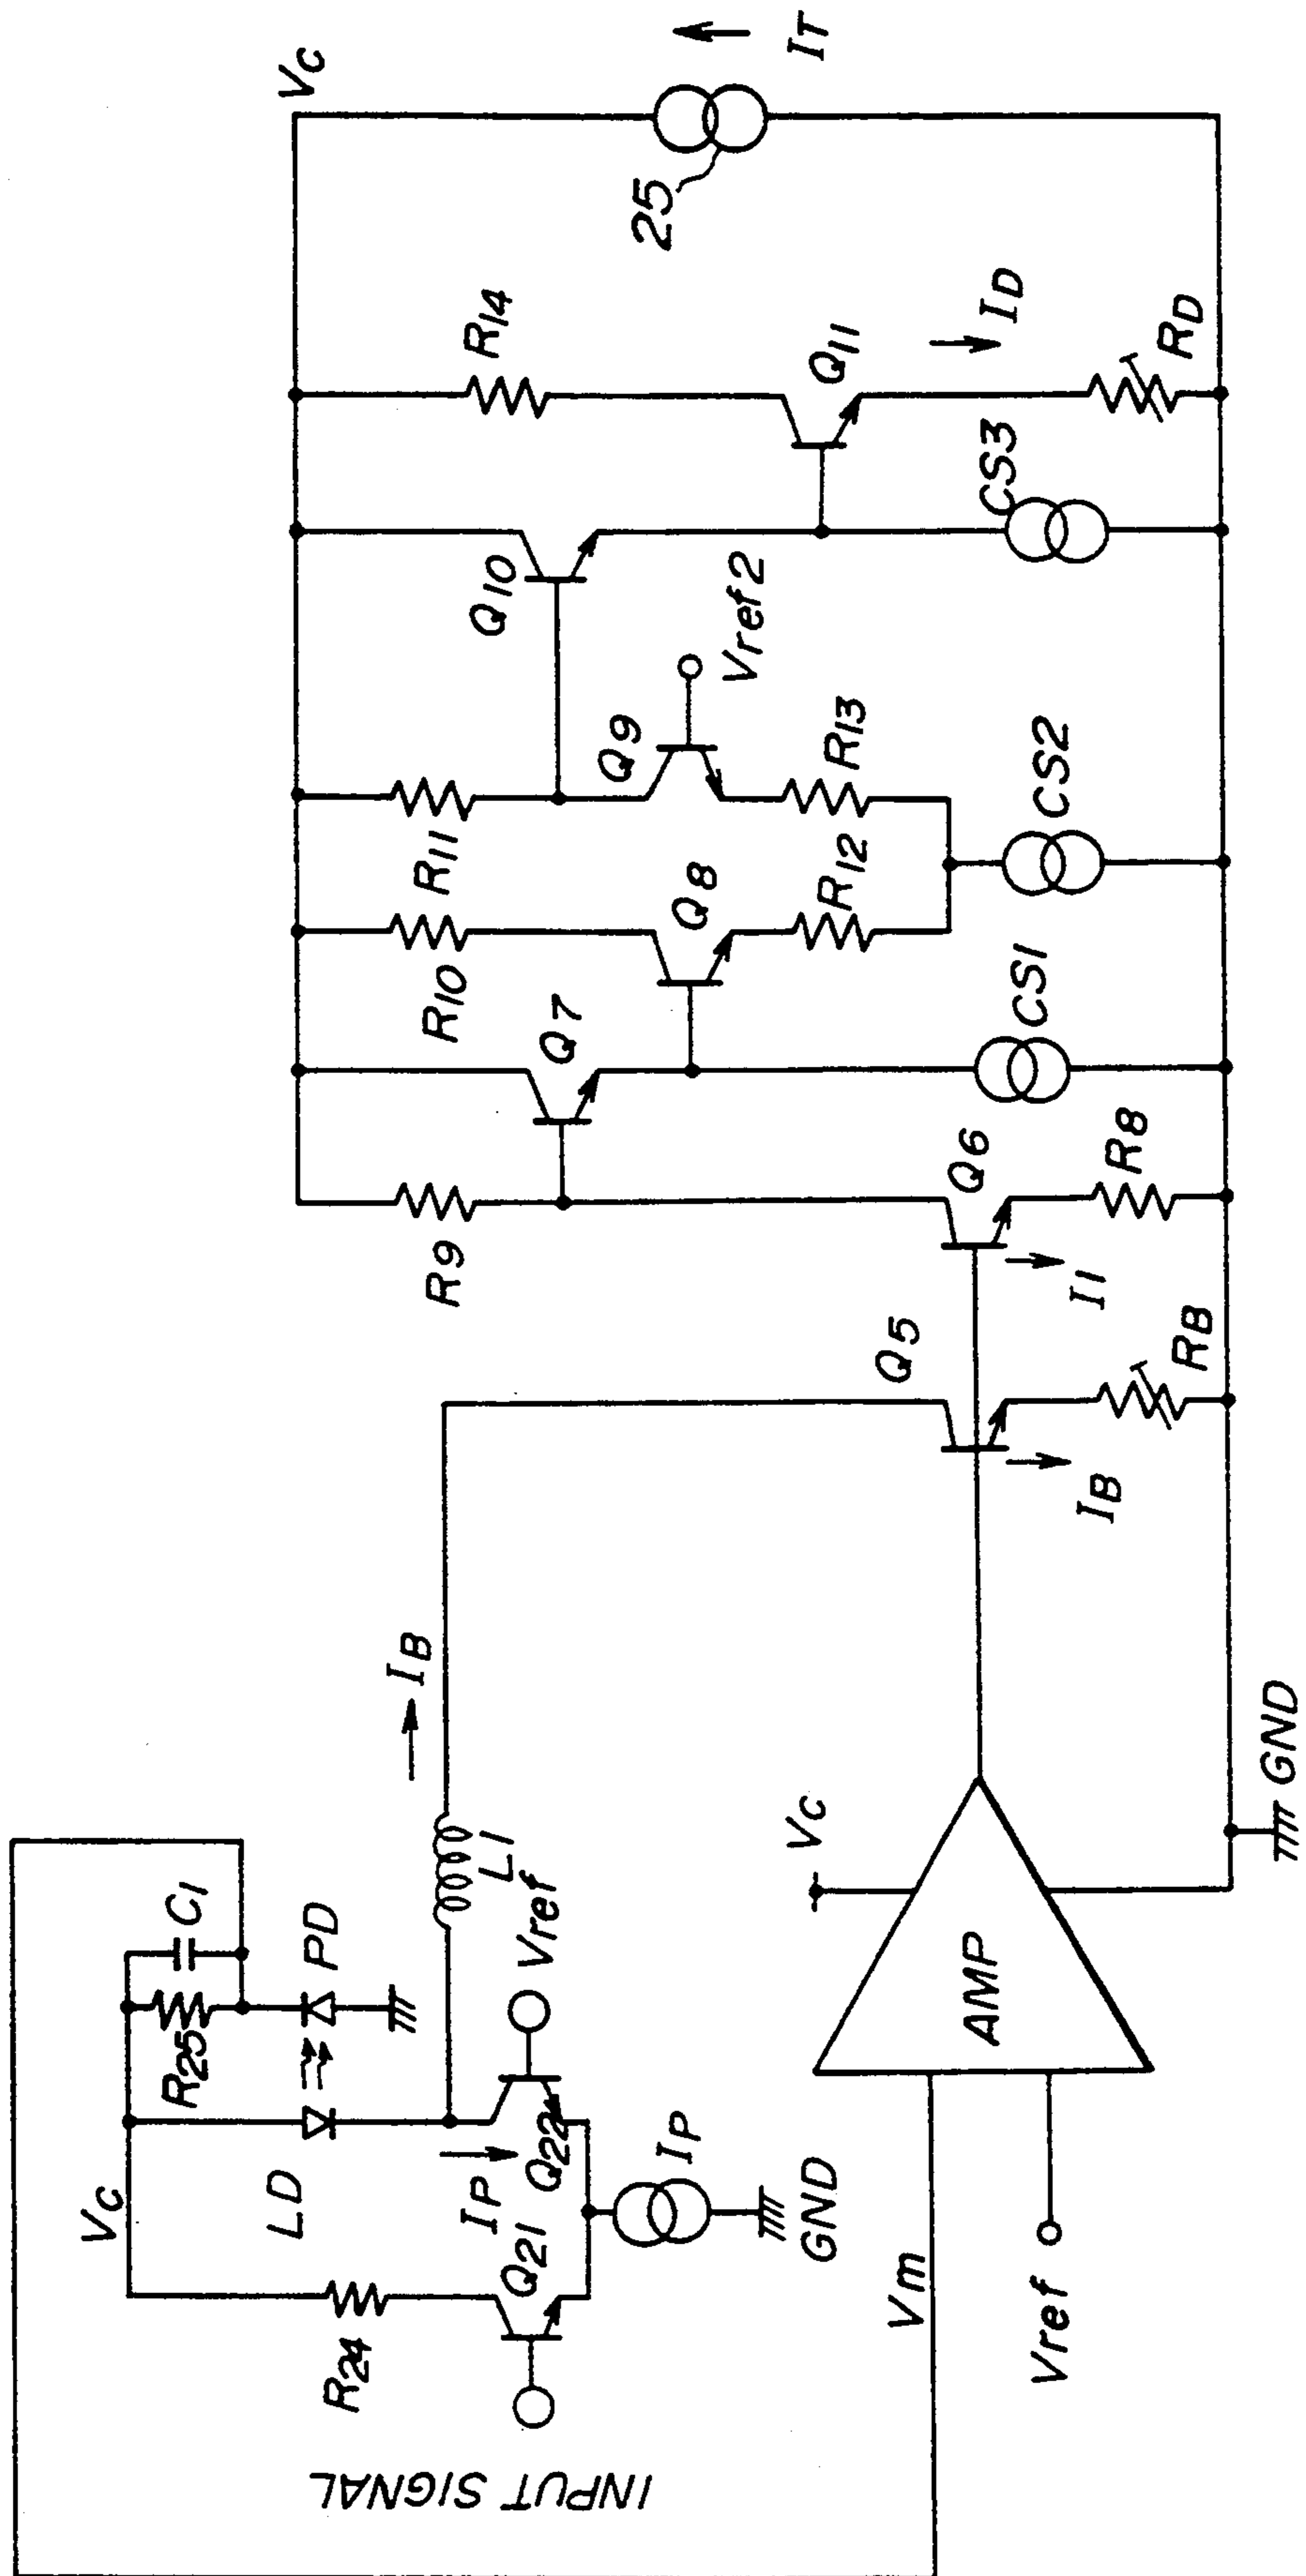 VC
IT
25
R14
Q11
ID
RD
Q10
CS3
Vref2
R11
Q9
R13
CS2
R10
Q8
R12
Q7
CS1
R9
Q6
I1
R8
Q5
IB
RB
IB
L1
Vref
C1
PD
R25
VC
LD
IP
Q22
IP
GND
R24
Q21
INPUT SIGNAL
VC
AMP
Vm
Vref
GND